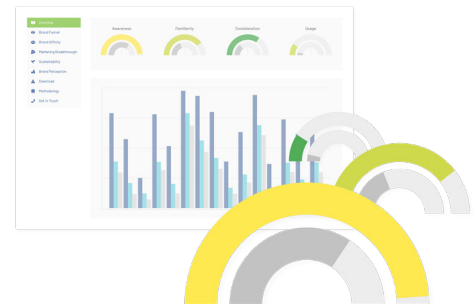 Overview
Brand Funnel
Brand Affinity
Marketing Breakthrough
Sustainability
Brand Perception
Download
Methodology
Get in Touch
Awareness
Familiarity
Consideration
Usage